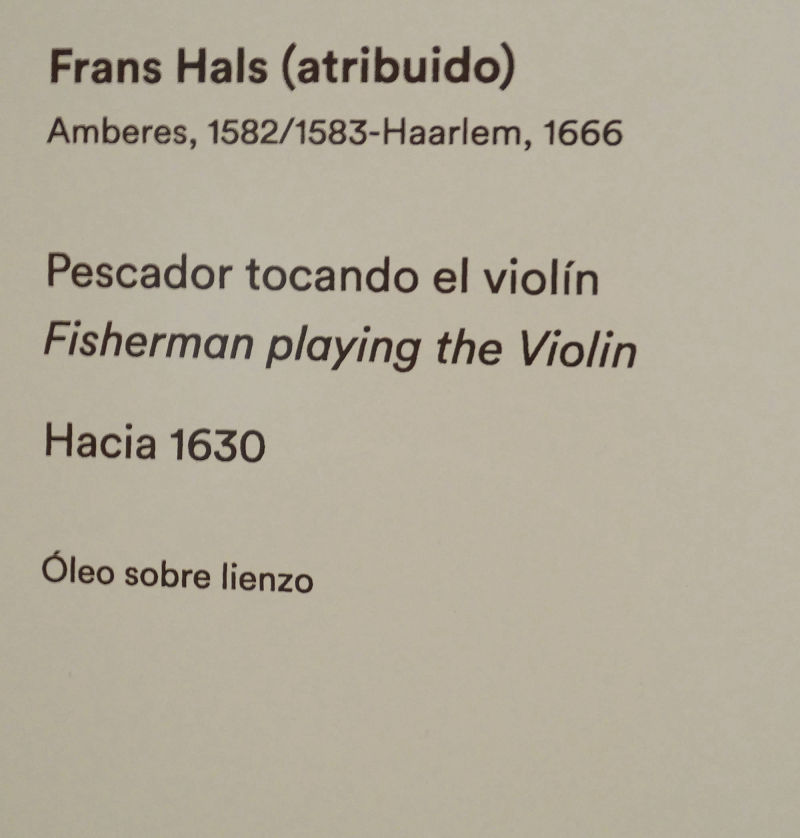 Frans Hals (atribuido)
Amberes, 1582/1583-Haarlem, 1666
Pescador tocando el violín
Fisherman playing the Violin
Hacia 1630
Óleo sobre lienzo